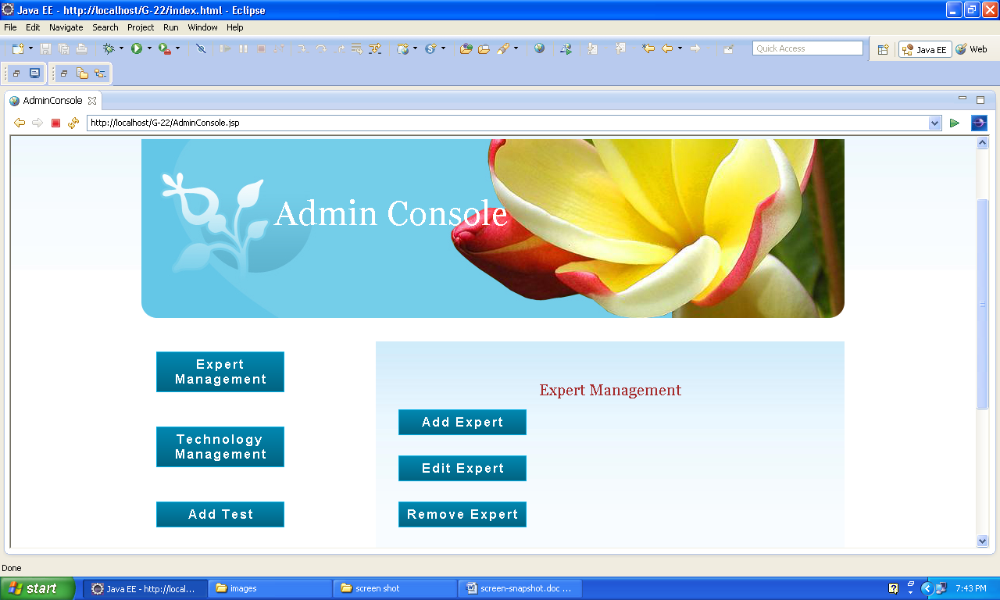 Java EE - http://localhost/G-22/index.html - Eclipse
File Edit Navigate Search Project Run Window Help
Quick Access
Java EE
Web
AdminConsole
http://localhost/G-22/AdminConsole.jsp
Admin Console
Expert
Management
Technology
Management
Add Test
Expert Management
Add Expert
Edit Expert
Remove Expert
Done
start
Java EE - http://local...
images
screen shot
screen-snapshot.doc ...
7:43 PM